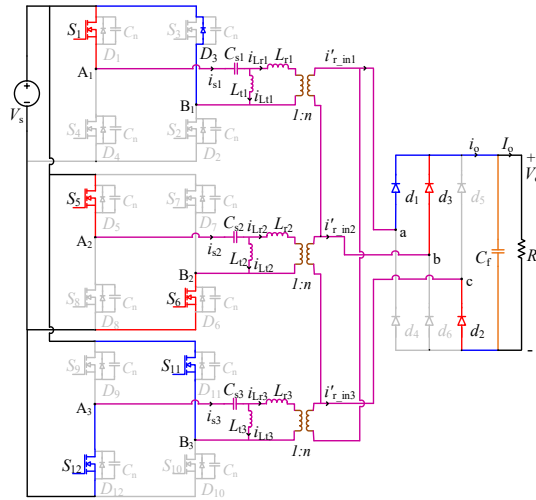 S1 D1 Cn S3 D3 Cn
A1 is1 Cs1 iLr1 Lr1 i'r_in1
Lt1 iLt1
B1 1:n
Vs
S4 D4 Cn S2 D2 Cn
S5 D5 Cn S7 D7 Cn
A2 is2 Cs2 iLr2 Lr2 i'r_in2
Lt2 iLt2
B2 1:n
S8 D8 Cn S6 D6 Cn
S9 D9 Cn S11 D11 Cn
A3 is3 Cs3 iLr3 Lr3 i'r_in3
Lt3 iLt3
B3 1:n
S12 D12 Cn S10 D10 Cn
io Io +
V
d1 d3 d5
a
b
c
Cf R
d4 d6 d2
-